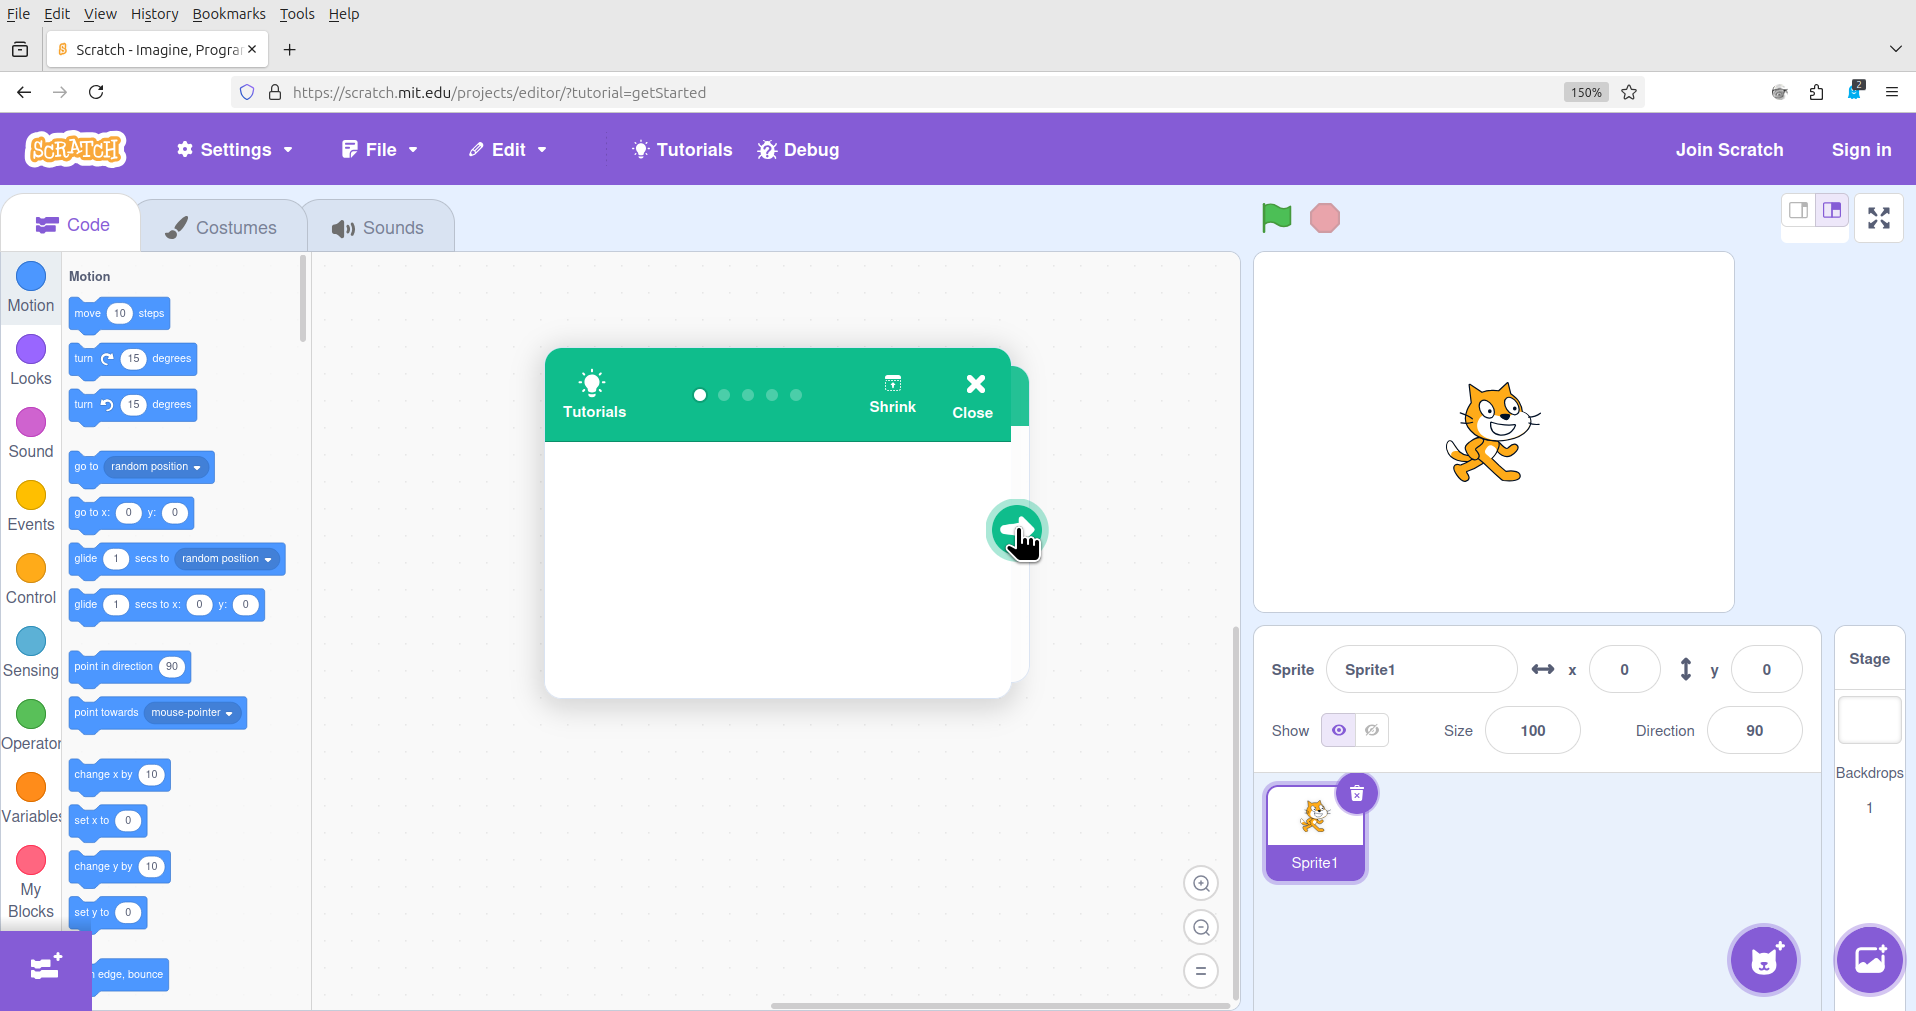 File Edit View History Bookmarks Tools Help
Scratch - Imagine, Progra
https://scratch.mit.edu/projects/editor/?tutorial=getStarted
150%
2
SCRATCH
Settings
File
Edit
Tutorials
Debug
Join Scratch
Sign in
Code
Costumes
Sounds
Motion
Looks
Sound
Events
Control
Sensing
Operator
Variables
My
Blocks
Motion
move 10 steps
turn 15 degrees
turn 15 degrees
go to random position
go to x: 0 y: 0
glide 1 secs to random position
glide 1 secs to x: 0 y: 0
point in direction 90
point towards mouse-pointer
change x by 10
set x to 0
change y by 10
set y to 0
edge, bounce
Tutorials
Shrink
Close
Sprite Sprite1 x 0 y 0
Show Size 100 Direction 90
Sprite1
Stage
Backdrops
1